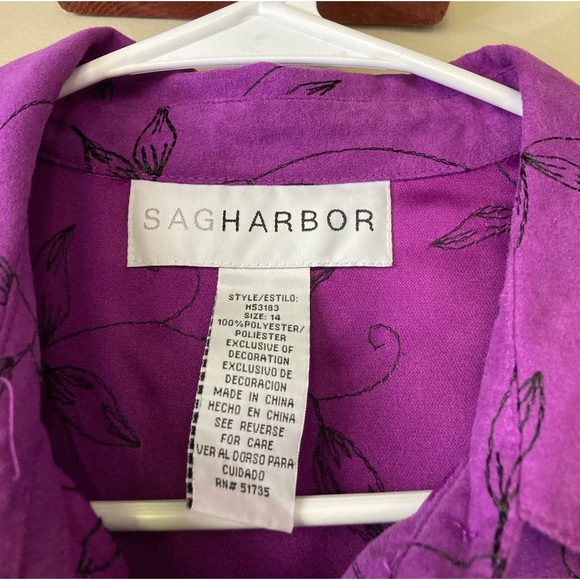 SAGHARBOR
STYLE/ESTILO:
H53183
SIZE: 14
100%POLYESTER/
POLIESTER
EXCLUSIVE OF
DECORATION
EXCLUSIVO DE
DECORACION
MADE IN CHINA
HECHO EN CHINA
SEE REVERSE
FOR CARE
VER AL DORSO PARA
CUIDADO
RN# 51735